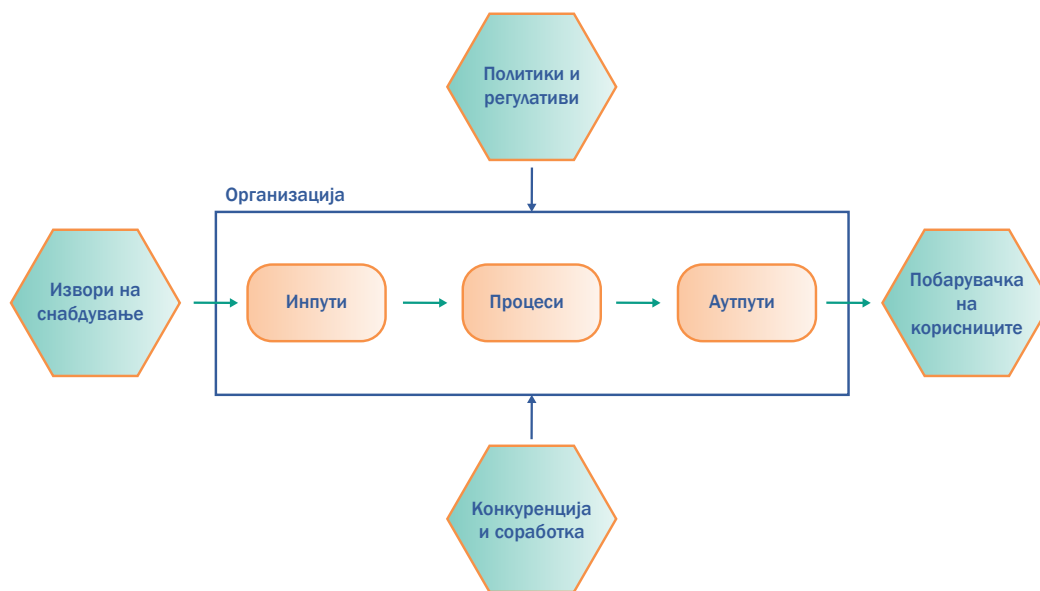 Политики и
регулативи
Организација
Извори на
снабдување
Инпути
Процеси
Аутпути
Побарувачка
на
корисниците
Конкуренција
и соработка